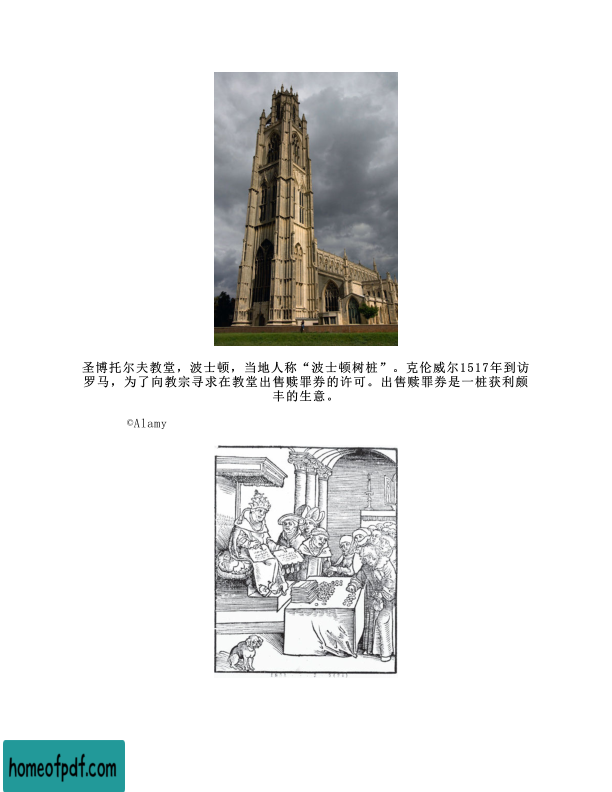 圣博托尔夫教堂，波士顿，当地人称“波士顿树桩”。克伦威尔1517年到访
罗马，为了向教宗寻求在教堂出售赎罪券的许可。出售赎罪券是一桩获利颇
丰的生意。
©Alamy
homeofpdf.com